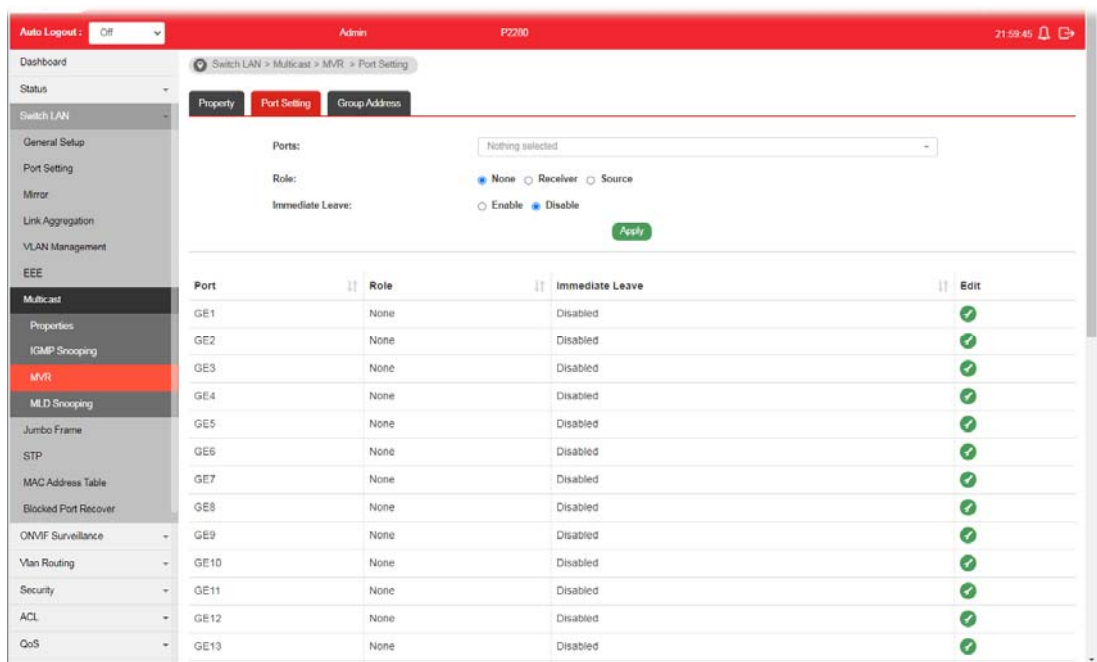 Auto Logout : Off Admin P2280 21:59:45
Dashboard
Status
Switch LAN
General Setup
Port Setting
Mirror
Link Aggregation
VLAN Management
EEE
Multicast
Properties
IGMP Snooping
MVR
MLD Snooping
Jumbo Frame
STP
MAC Address Table
Blocked Port Recover
ONVIF Surveillance
Vlan Routing
Security
ACL
QoS
Switch LAN > Multicast > MVR > Port Setting
Property Port Setting Group Address
Ports: Nothing selected
Role: None Receiver Source
Immediate Leave: Enable Disable
Apply
Port Role Immediate Leave Edit
GE1 None Disabled
GE2 None Disabled
GE3 None Disabled
GE4 None Disabled
GE5 None Disabled
GE6 None Disabled
GE7 None Disabled
GE8 None Disabled
GE9 None Disabled
GE10 None Disabled
GE11 None Disabled
GE12 None Disabled
GE13 None Disabled